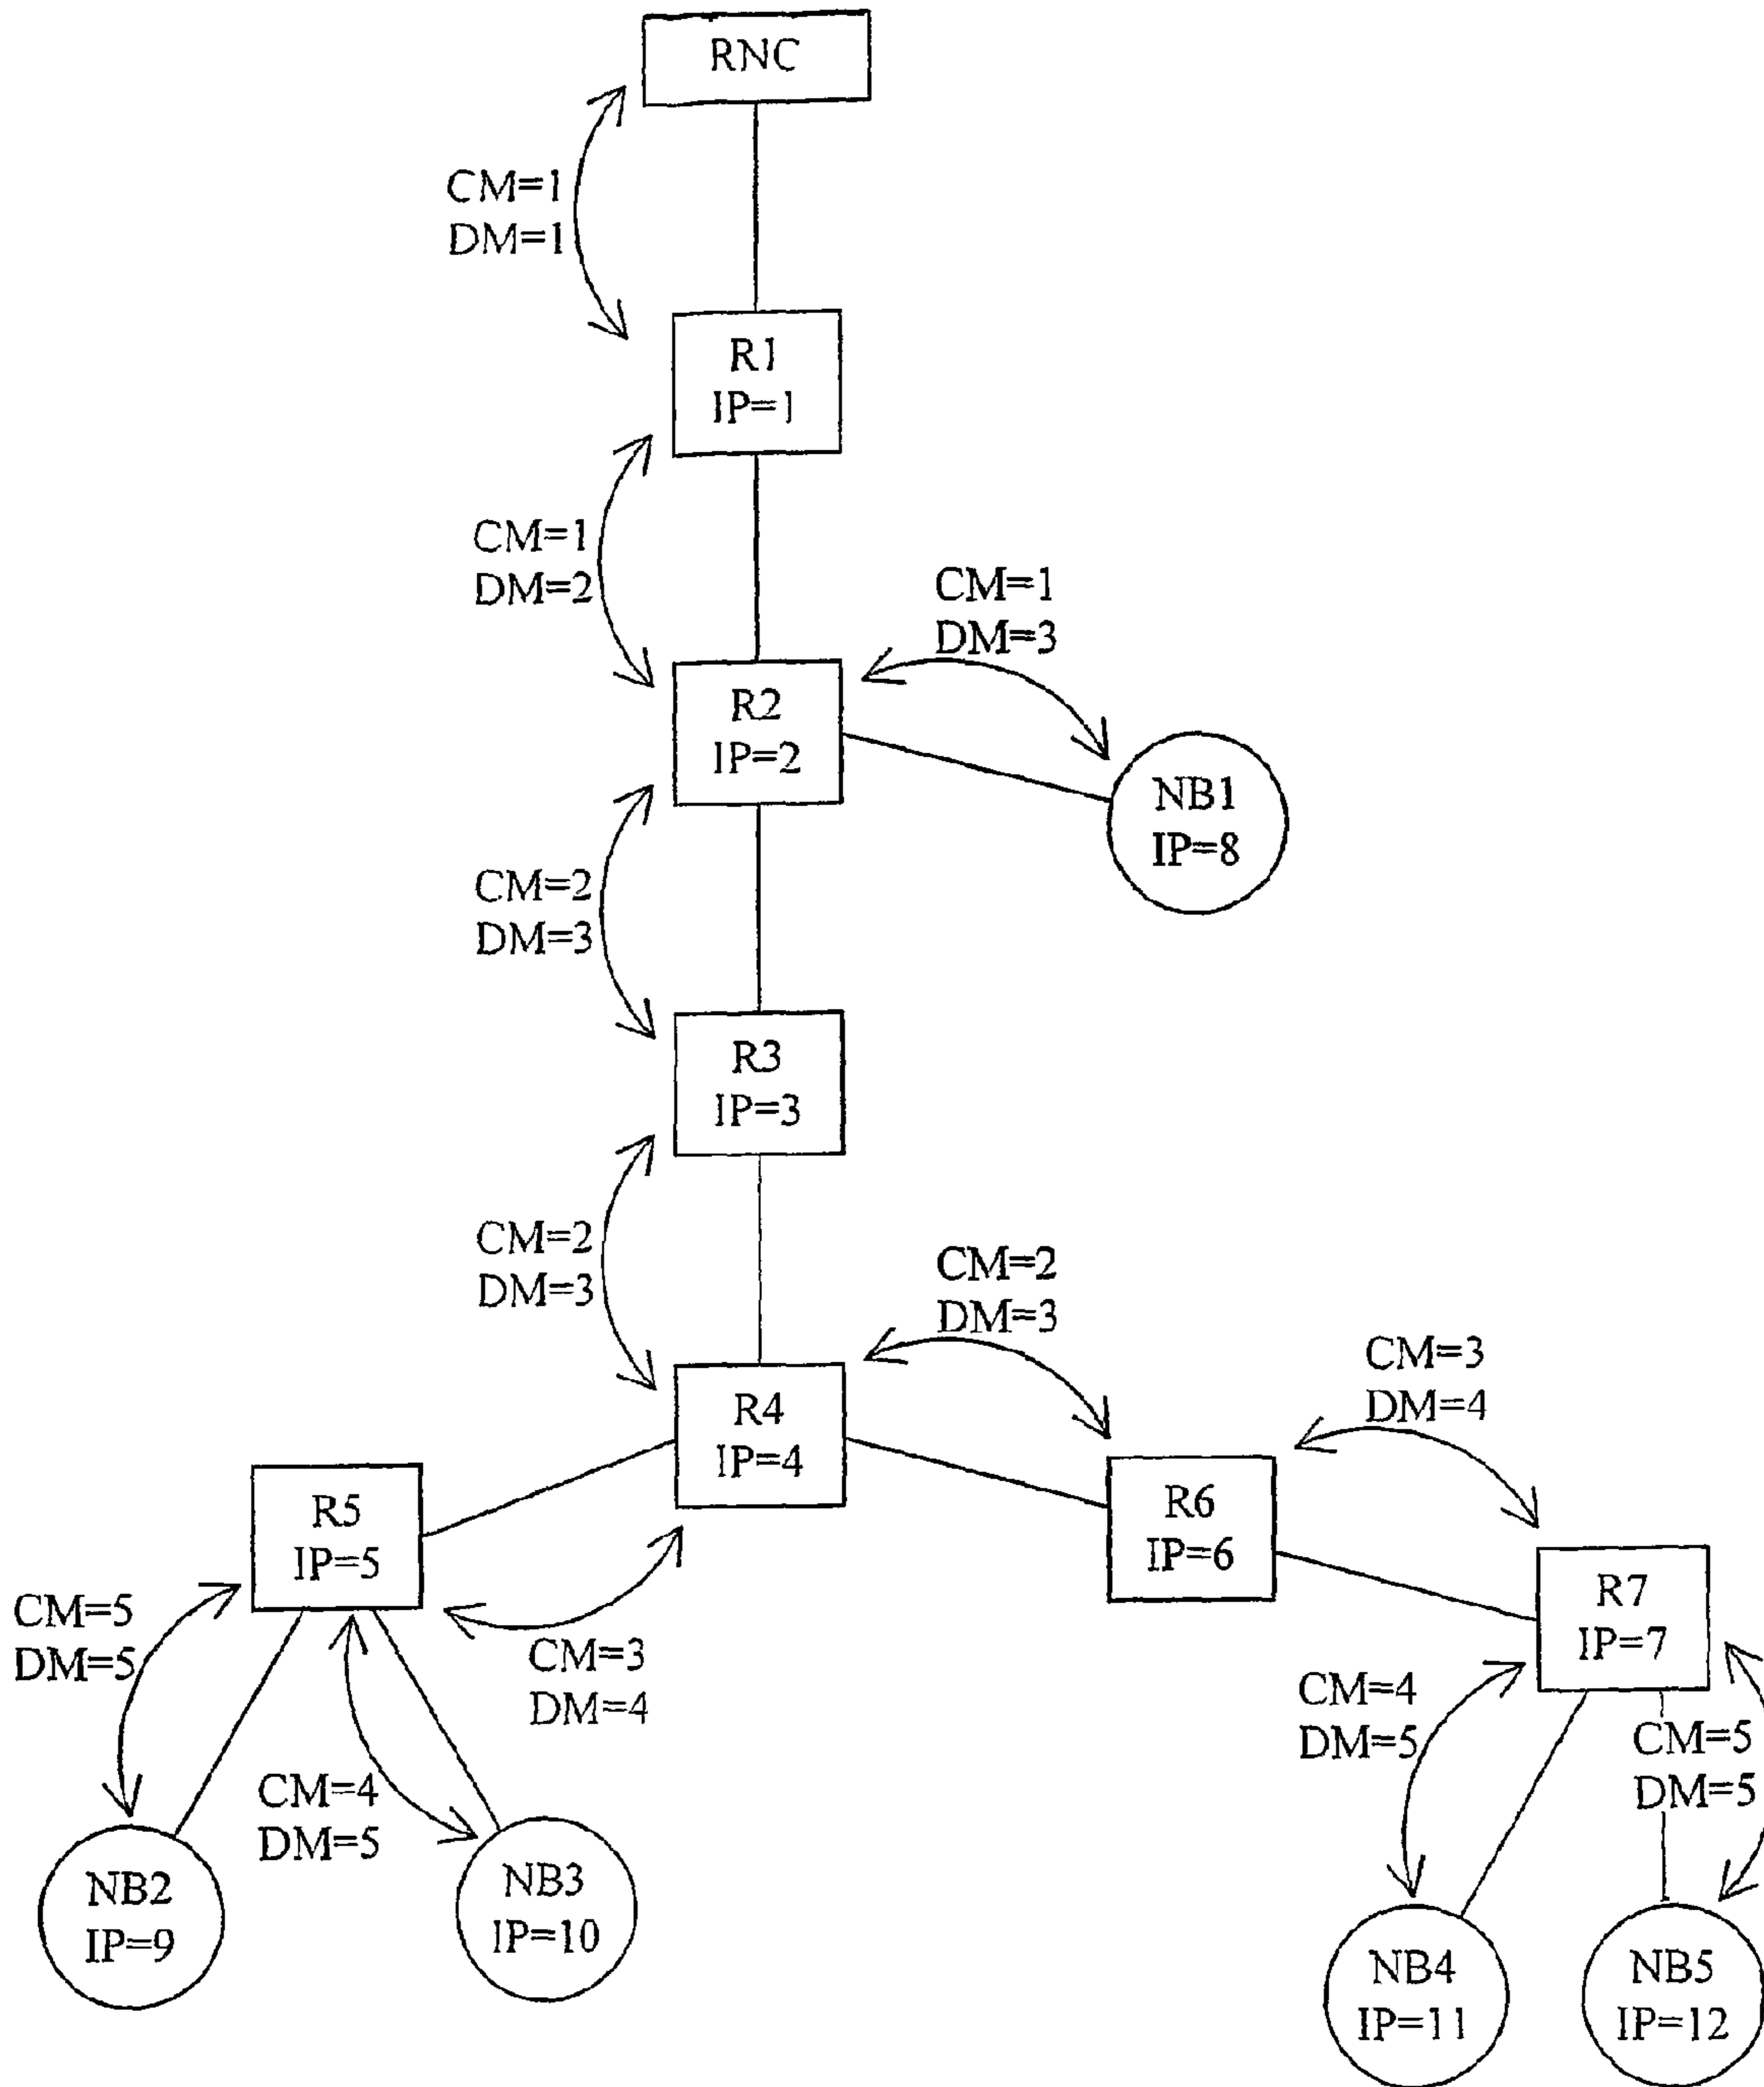 RNC
CM=1
DM=1
R1
IP=1
CM=1
DM=2
CM=1
DM=3
R2
IP=2
NB1
IP=8
CM=2
DM=3
R3
IP=3
CM=2
DM=3
CM=2
DM=3
CM=3
DM=4
R4
IP=4
R5
IP=5
R6
IP=6
R7
IP=7
CM=5
DM=5
CM=3
DM=4
CM=4
DM=5
CM=5
DM=5
CM=4
DM=5
NB2
IP=9
NB3
IP=10
NB4
IP=11
NB5
IP=12